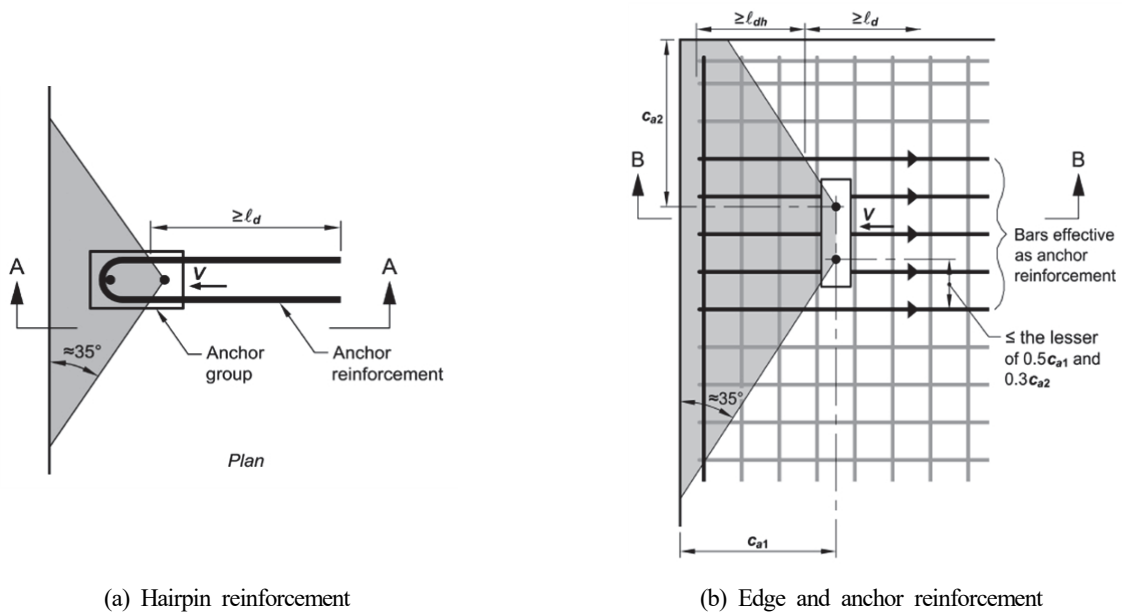 ≥ℓd
A
A
V
≈35°
Anchor
group
Anchor
reinforcement
Plan
(a) Hairpin reinforcement
≥ℓdh
≥ℓd
ca2
B
B
V
Bars effective
as anchor
reinforcement
≤ the lesser
of 0.5ca1 and
0.3ca2
≈35°
ca1
(b) Edge and anchor reinforcement